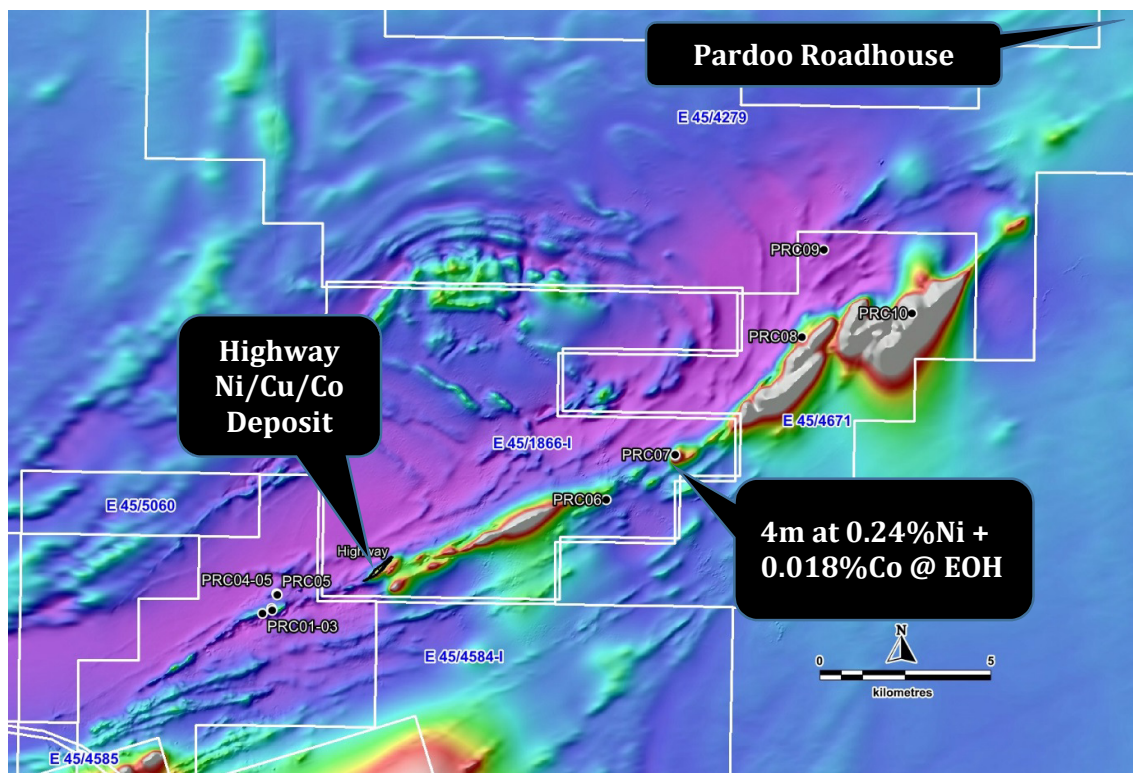 Pardoo Roadhouse
E 45/4279
PRC09
PRC10
PRC08
Highway
Ni/Cu/Co
Deposit
E 45/4671
E 45/1866-I
PRC07
E 45/5060
PRC06
4m at 0.24%Ni +
0.018%Co @ EOH
Highway
PRC04-05 PRC05
PRC01-03
N
0 5
kilometres
E 45/4584-I
E 45/4585